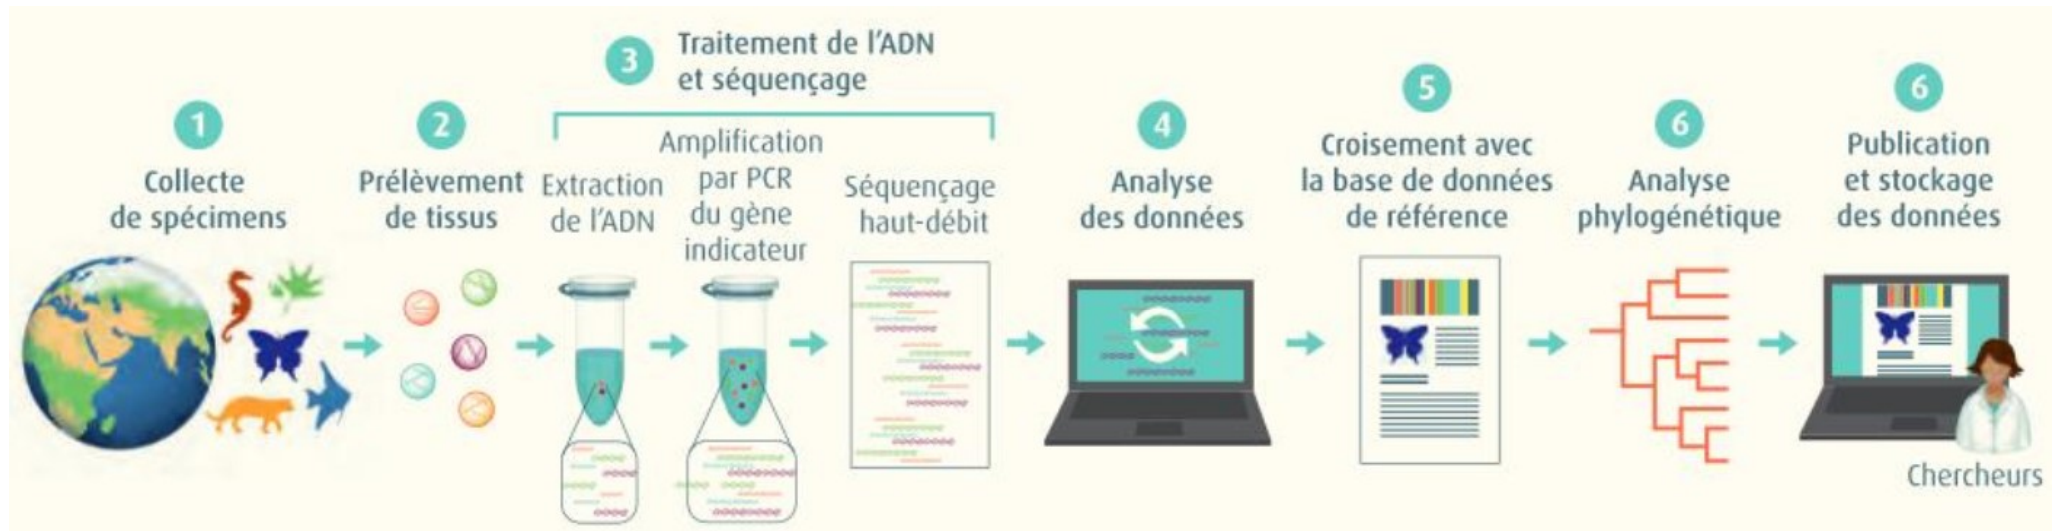 1
Collecte
de spécimens
2
Prélèvement
de tissus
3
Traitement de l'ADN
et séquençage
Extraction
de l'ADN
Amplification
par PCR
du gène
indicateur
Séquençage
haut-débit
4
Analyse
des données
5
Croisement avec
la base de données
de référence
6
Analyse
phylogénétique
6
Publication
et stockage
des données
Chercheurs